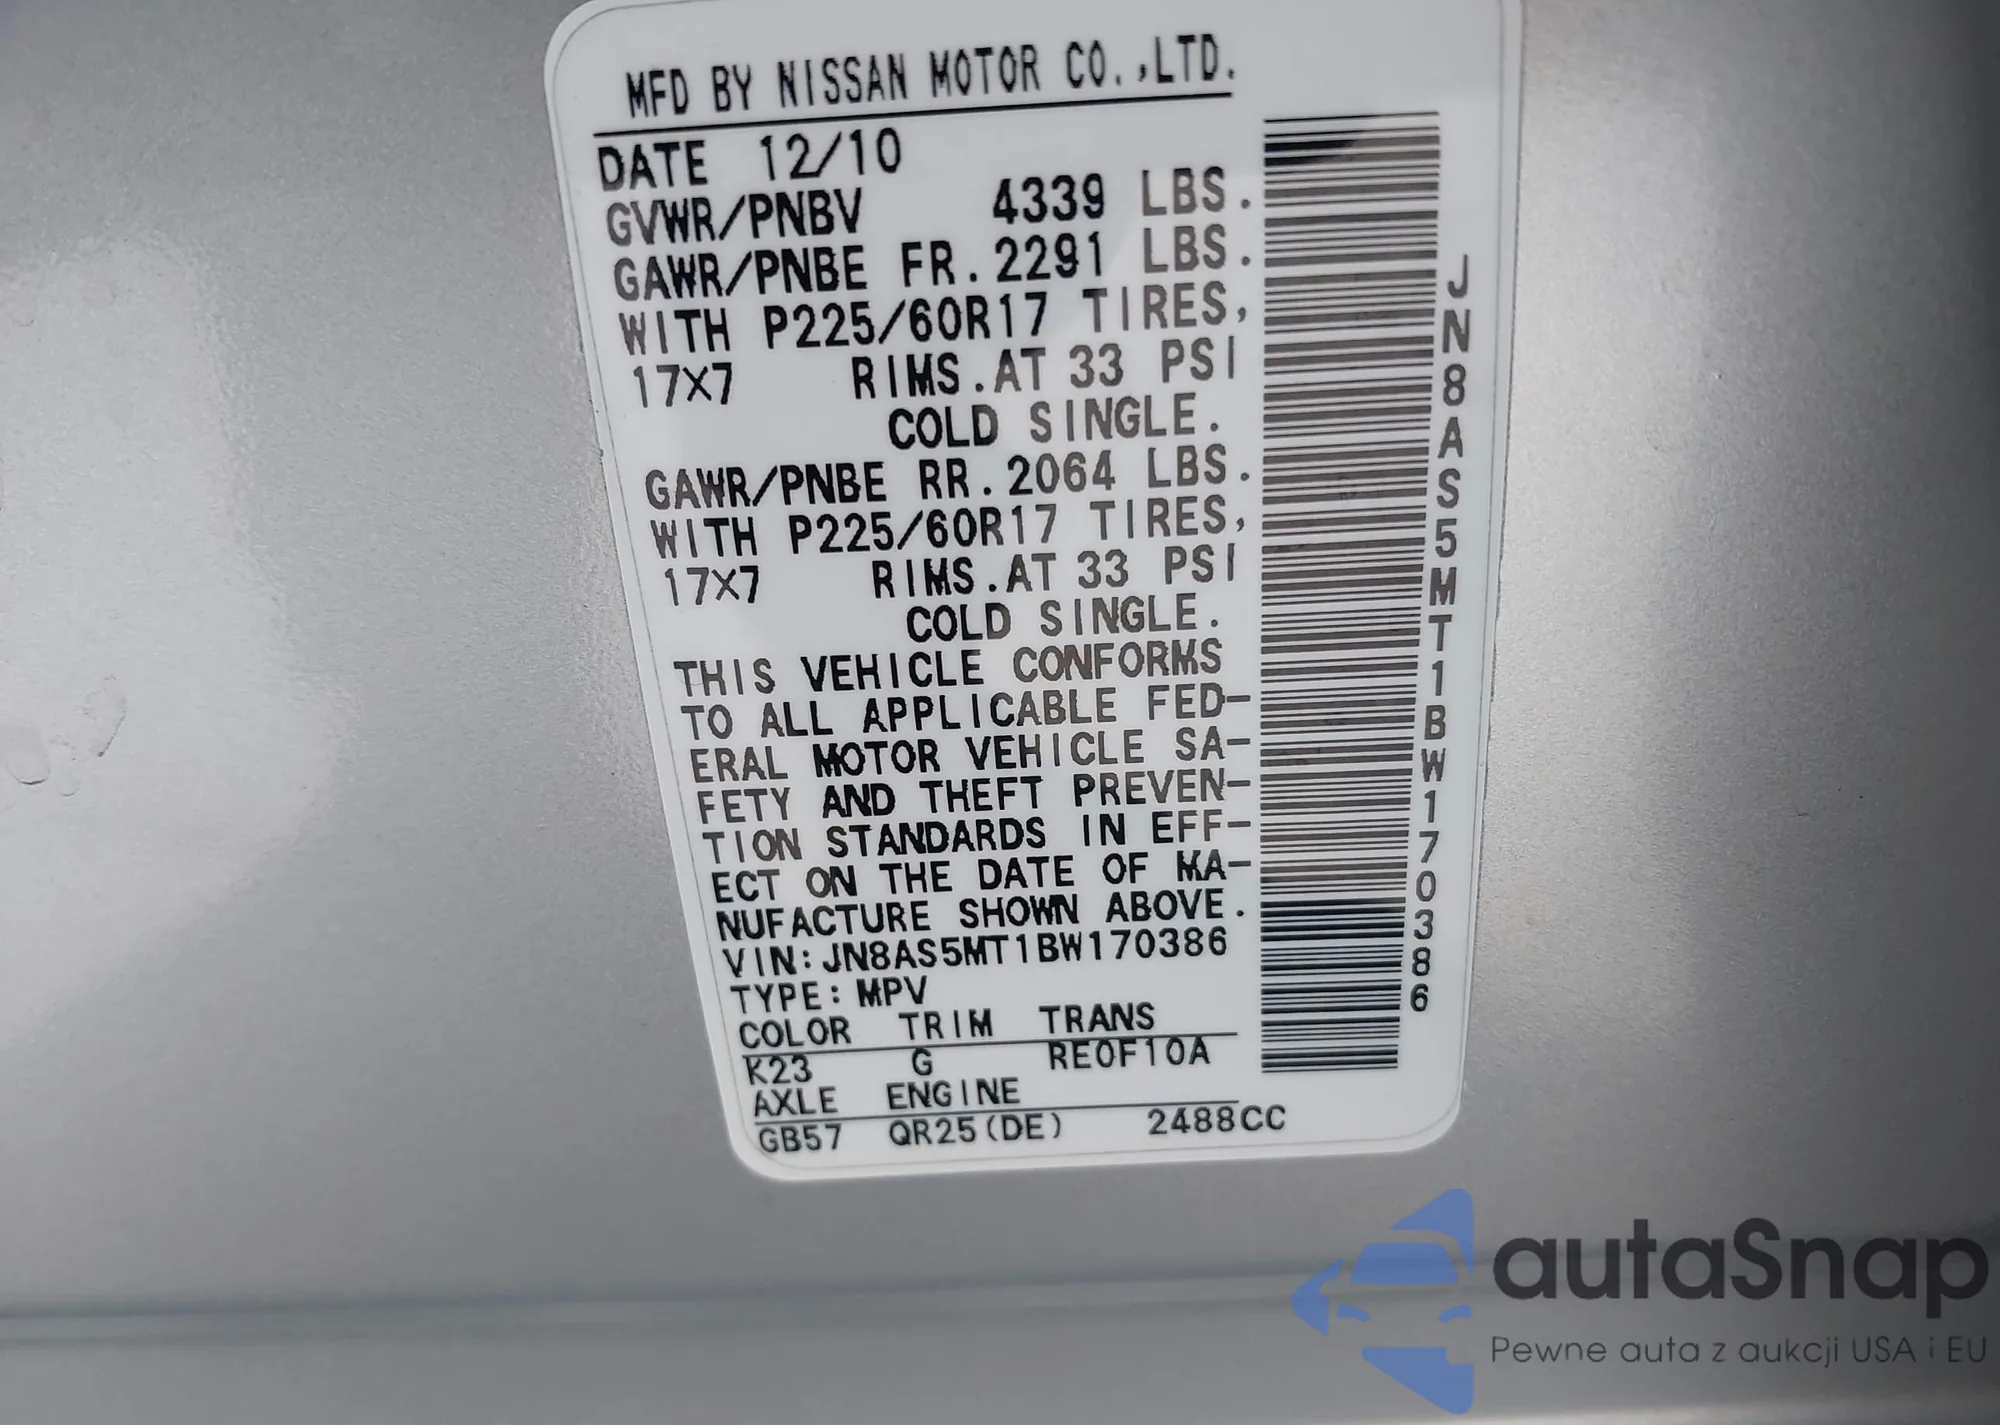 MFD BY NISSAN MOTOR CO.,LTD.
DATE 12/10
GVWR/PNBV 4339 LBS.
GAWR/PNBE FR.2291 LBS.
WITH P225/60R17 TIRES,
17X7 RIMS.AT 33 PSI
COLD SINGLE.
GAWR/PNBE RR.2064 LBS.
WITH P225/60R17 TIRES,
17X7 RIMS.AT 33 PSI
COLD SINGLE.
THIS VEHICLE CONFORMS
TO ALL APPLICABLE FED-
ERAL MOTOR VEHICLE SA-
FETY AND THEFT PREVEN-
TION STANDARDS IN EFF-
ECT ON THE DATE OF MA-
NUFACTURE SHOWN ABOVE.
VIN:JN8AS5MT1BW170386
TYPE:MPV
COLOR TRIM TRANS
K23 G RE0F10A
AXLE ENGINE
GB57 QR25(DE) 2488CC
JN8AS5MT1BW170386
autaSnap
Pewne auta z aukcji USA i EU